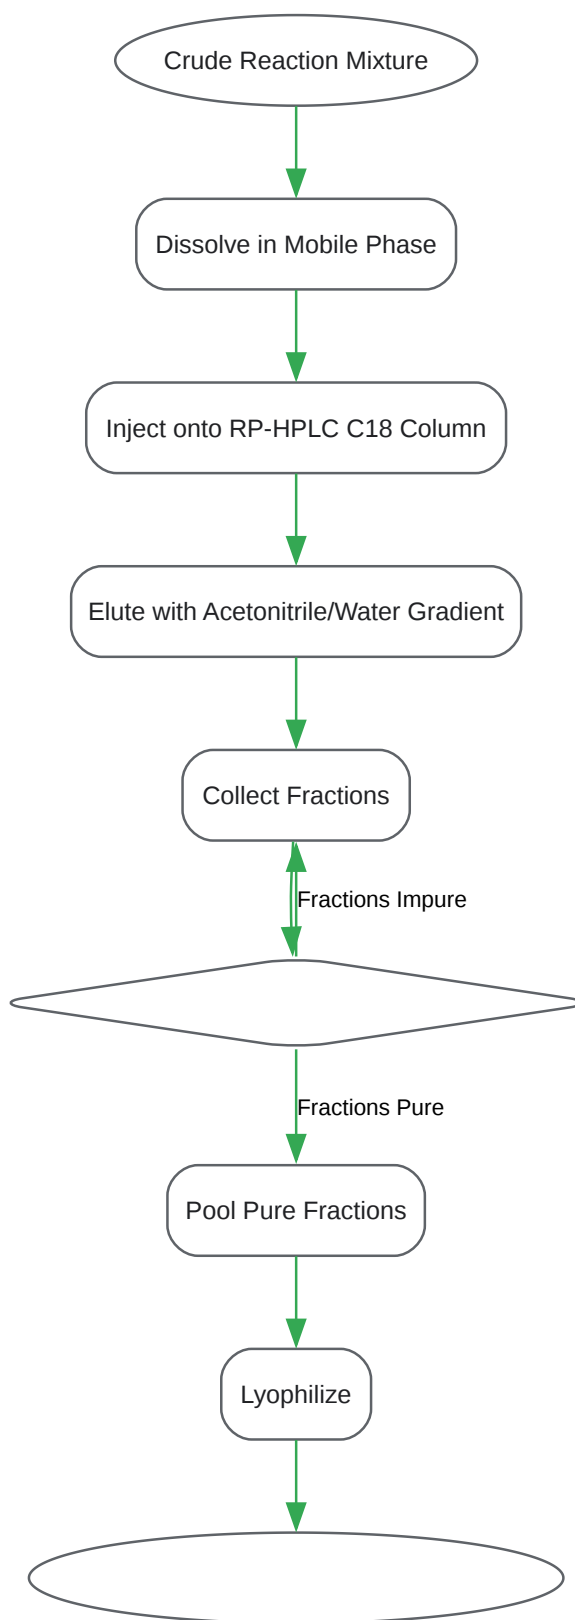 Crude Reaction Mixture
Dissolve in Mobile Phase
Inject onto RP-HPLC C18 Column
Elute with Acetonitrile/Water Gradient
Collect Fractions
Fractions Impure
Fractions Pure
Pool Pure Fractions
Lyophilize